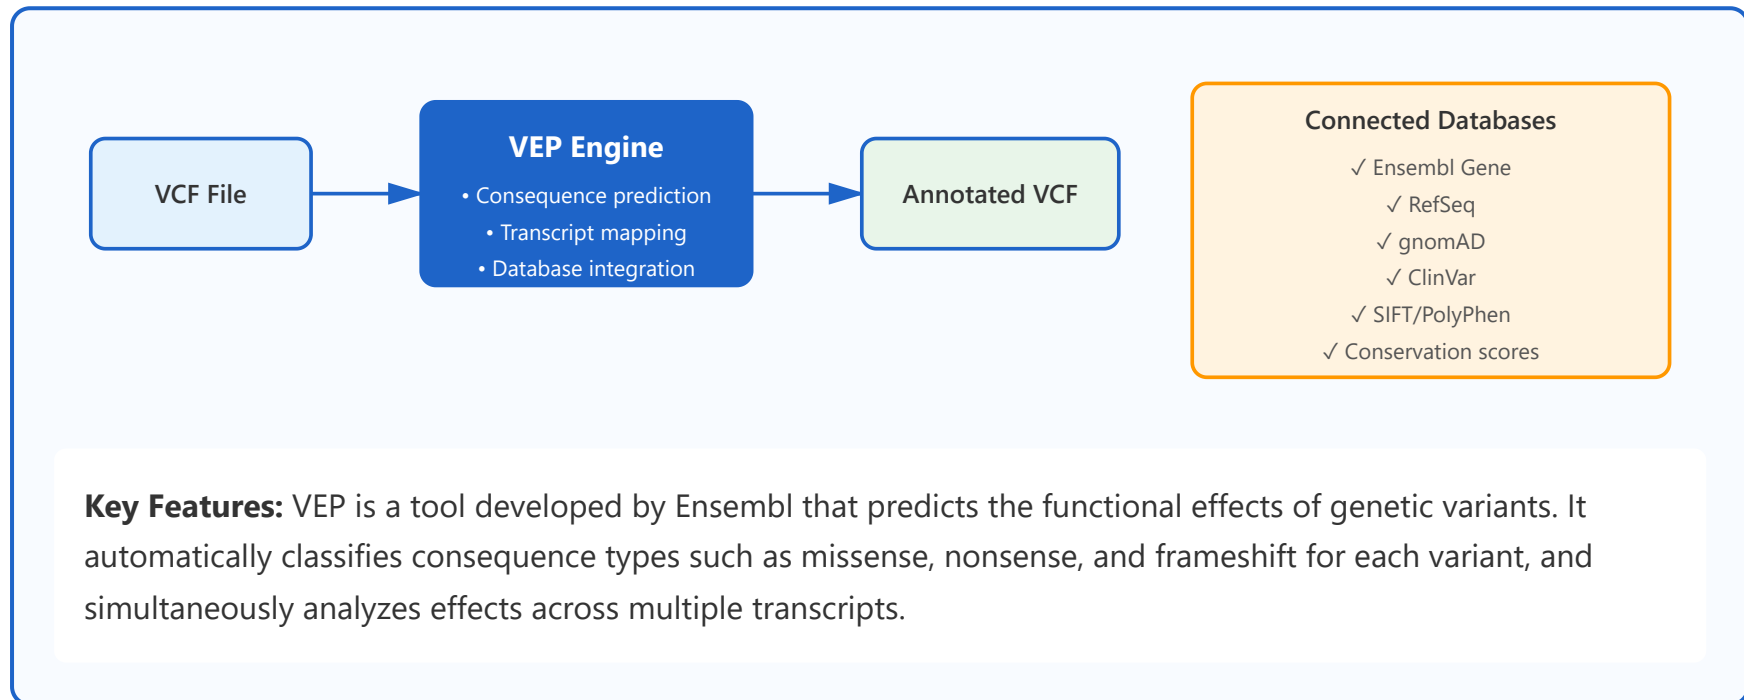 VCF File
VEP Engine
• Consequence prediction
• Transcript mapping
• Database integration
Annotated VCF
Connected Databases
✓ Ensembl Gene
✓ RefSeq
✓ gnomAD
✓ ClinVar
✓ SIFT/PolyPhen
✓ Conservation scores
Key Features: VEP is a tool developed by Ensembl that predicts the functional effects of genetic variants. It
automatically classifies consequence types such as missense, nonsense, and frameshift for each variant, and
simultaneously analyzes effects across multiple transcripts.